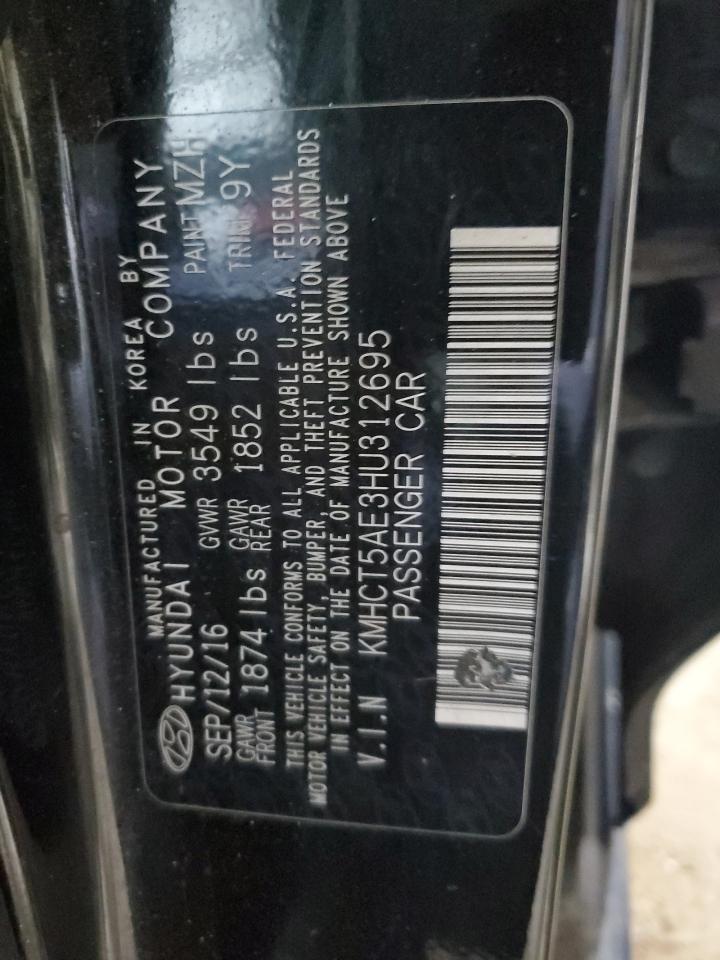 MANUFACTURED IN KOREA BY
HYUNDAI MOTOR COMPANY
SEP/12/16 GVWR 3549 lbs PAINT MZH
GAWR FRONT 1874 lbs GAWR REAR 1852 lbs TRIM 9Y
THIS VEHICLE CONFORMS TO ALL APPLICABLE U.S.A. FEDERAL
MOTOR VEHICLE SAFETY, BUMPER, AND THEFT PREVENTION STANDARDS
IN EFFECT ON THE DATE OF MANUFACTURE SHOWN ABOVE
V.I.N KMHCT5AE3HU312695
PASSENGER CAR